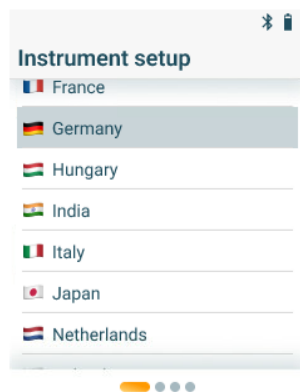 Instrument setup
France
Germany
Hungary
India
Italy
Japan
Netherlands